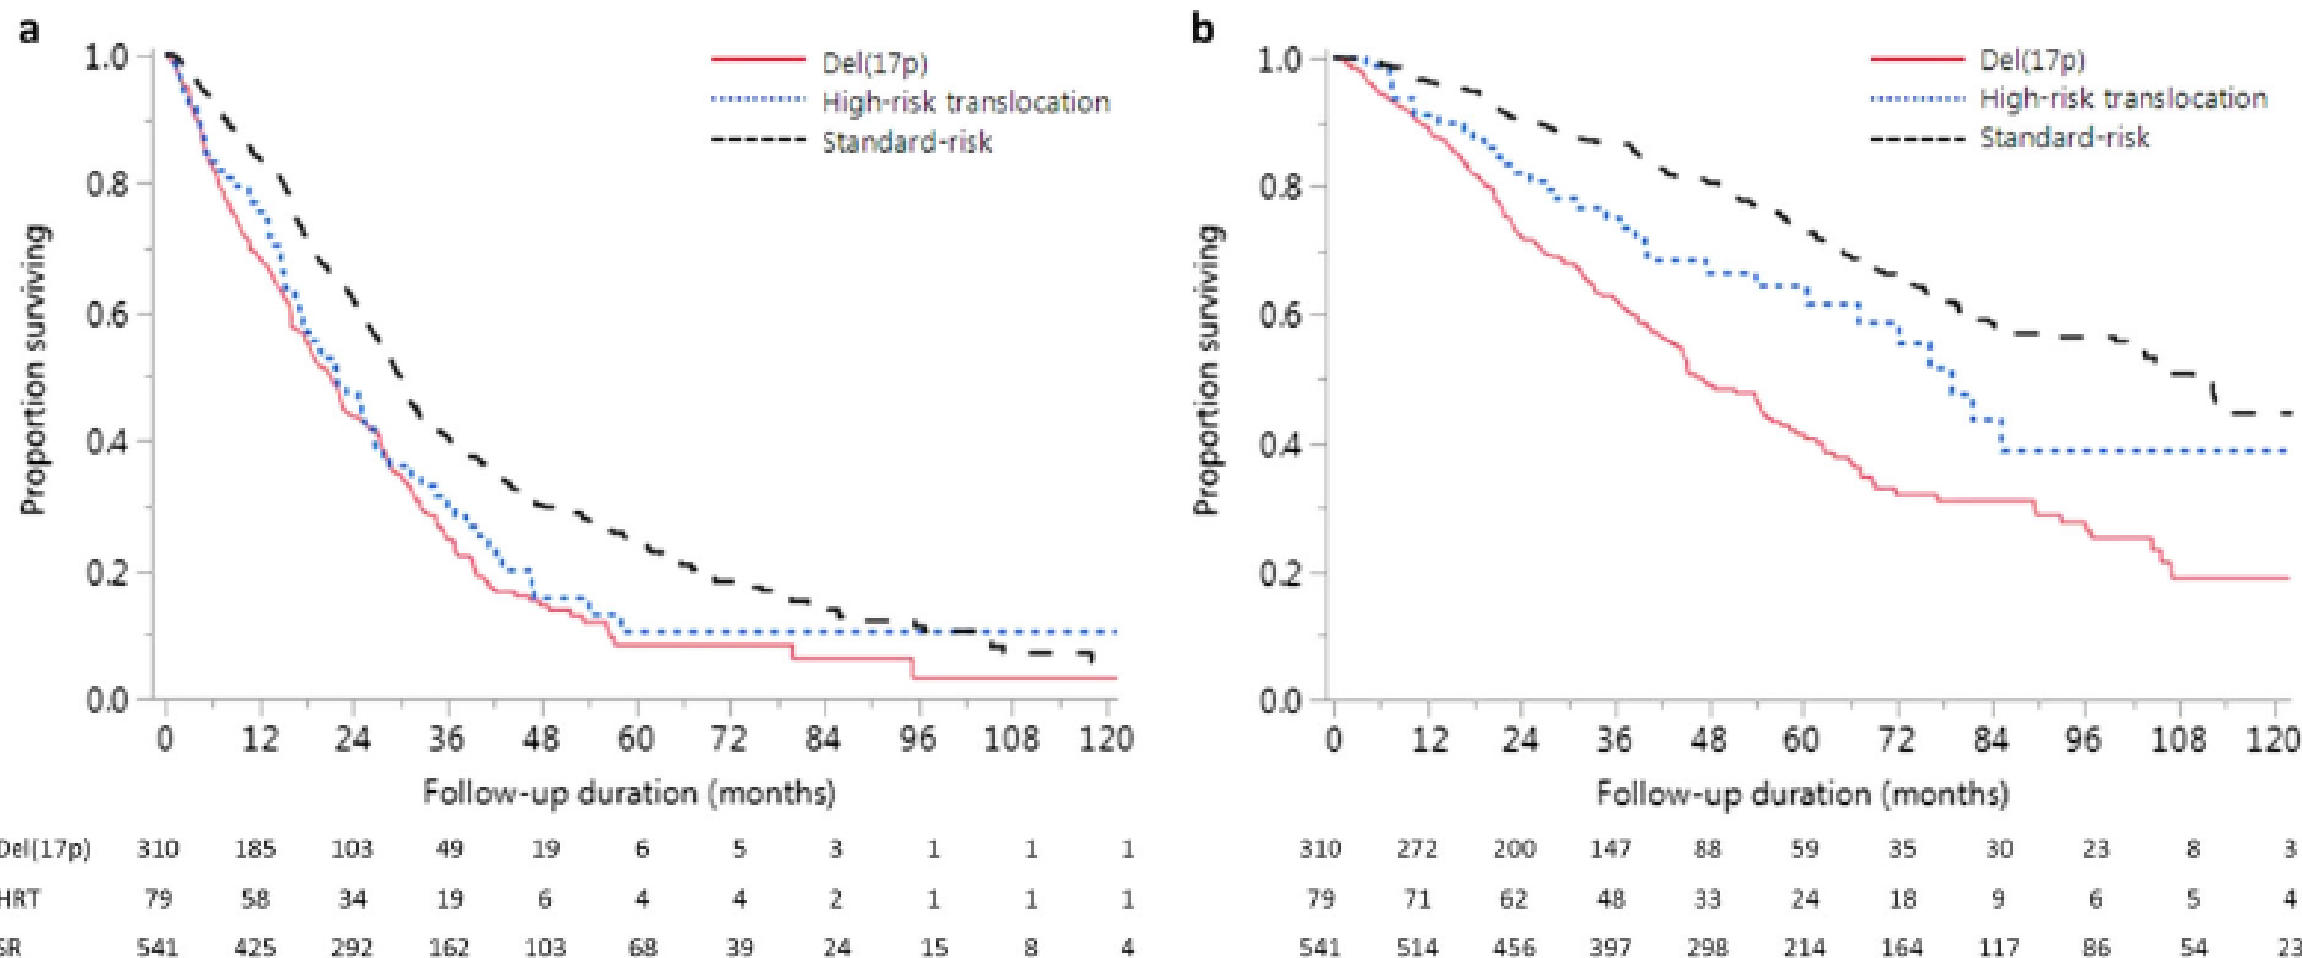 a
1.0
0.8
0.6
0.4
0.2
0.0
Proportion surviving
Del(17p)
High-risk translocation
Standard-risk
0 12 24 36 48 60 72 84 96 108 120
Follow-up duration (months)
Del(17p) 310 185 103 49 19 6 5 3 1 1 1
HRT 79 58 34 19 6 4 4 2 1 1 1
SR 541 425 292 162 103 68 39 24 15 8 4
b
1.0
0.8
0.6
0.4
0.2
0.0
Proportion surviving
Del(17p)
High-risk translocation
Standard-risk
0 12 24 36 48 60 72 84 96 108 120
Follow-up duration (months)
310 272 200 147 88 59 35 30 23 8 3
79 71 62 48 33 24 18 9 6 5 4
541 514 456 397 298 214 164 117 86 54 23